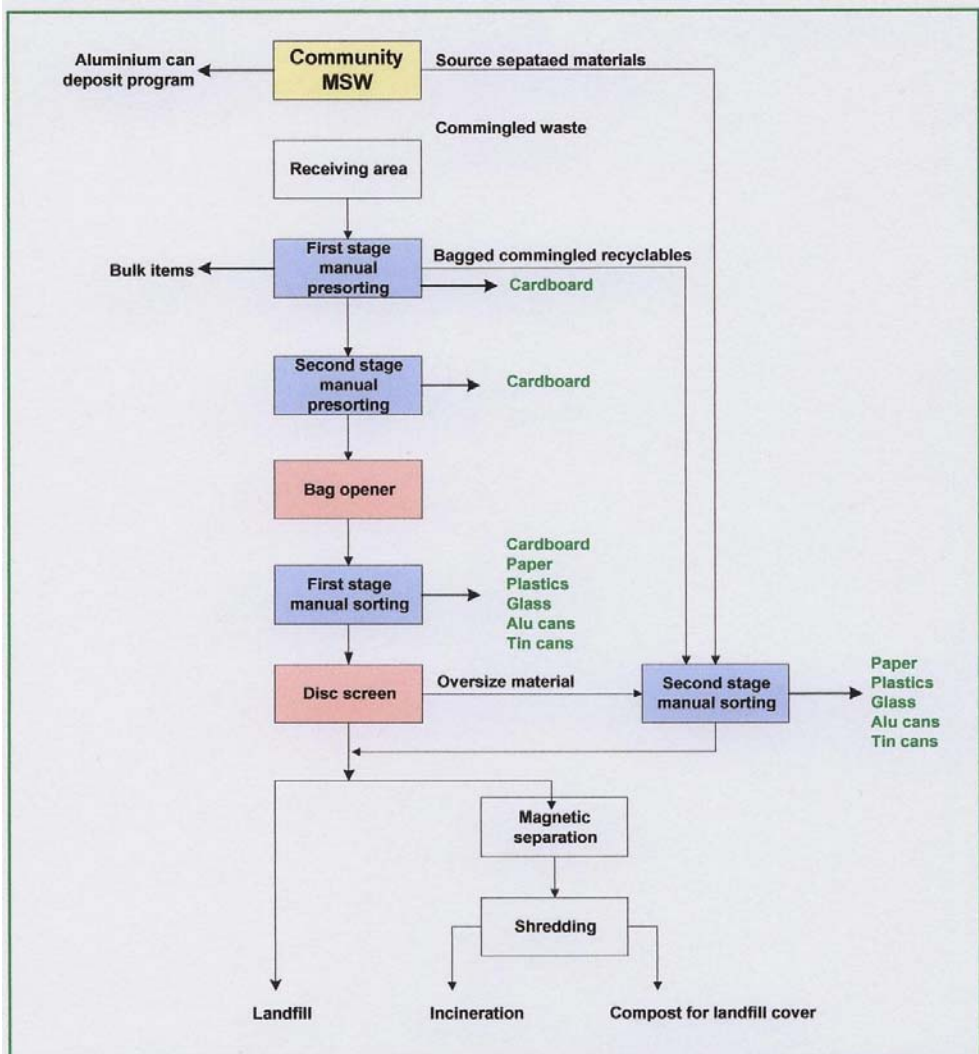 Aluminium can
deposit program
Community
MSW
Source sepataed materials
Commingled waste
Receiving area
Bulk items
First stage
manual
presorting
Bagged commingled recyclables
Cardboard
Second stage
manual
presorting
Cardboard
Bag opener
First stage
manual sorting
Cardboard
Paper
Plastics
Glass
Alu cans
Tin cans
Disc screen
Oversize material
Second stage
manual sorting
Paper
Plastics
Glass
Alu cans
Tin cans
Magnetic
separation
Shredding
Landfill
Incineration
Compost for landfill cover